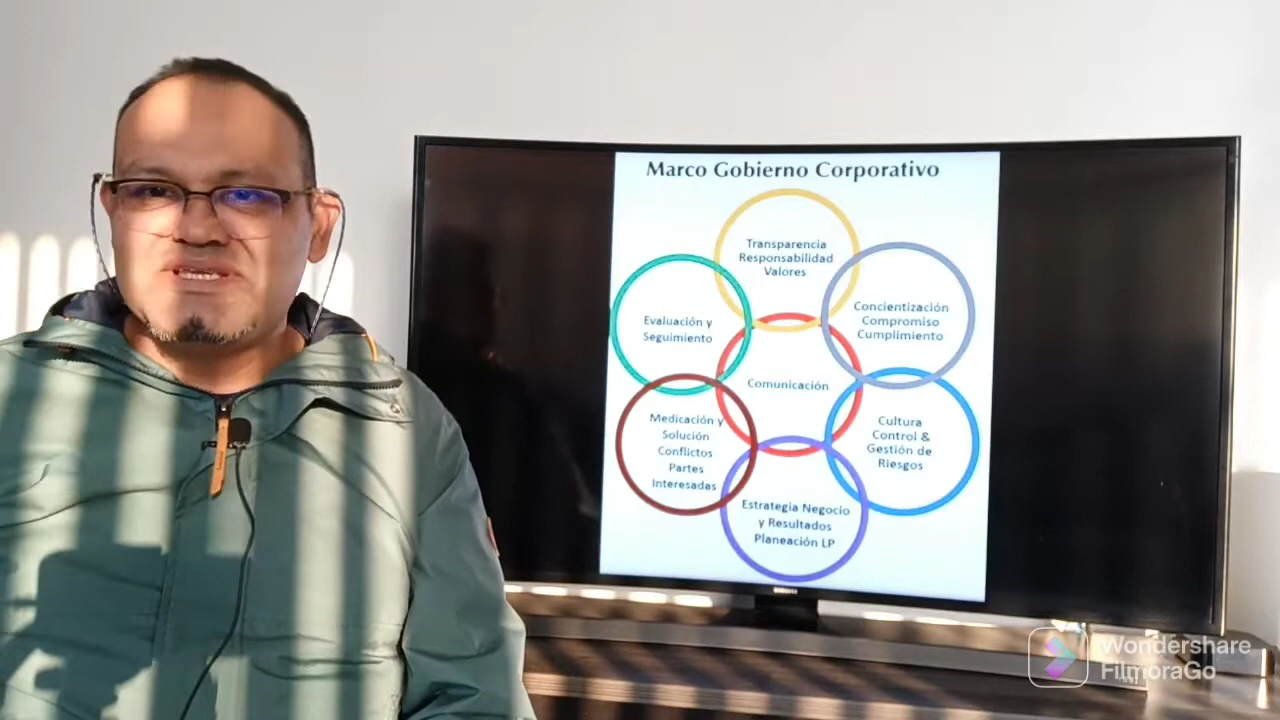 Marco Gobierno Corporativo
Transparencia
Responsabilidad
Valores
Concientización
Compromiso
Cumplimiento
Evaluación y
Seguimiento
Comunicación
Medicación y
Solución
Conflictos
Partes
Interesadas
Cultura
Control &
Gestión de
Riesgos
Estrategia Negocio
y Resultados
Planeación LP
SAMSUNG
Wondershare
FilmoraGo